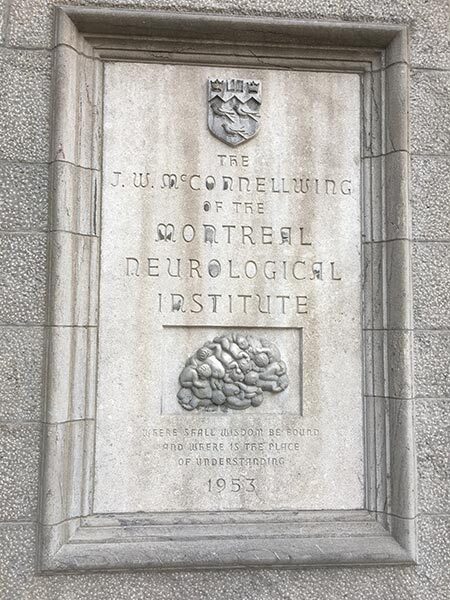 THE
J. W. McCONNELL WING
OF THE
MONTREAL
NEUROLOGICAL
INSTITUTE
WHERE SHALL WISDOM BE FOUND
AND WHERE IS THE PLACE
OF UNDERSTANDING
1953